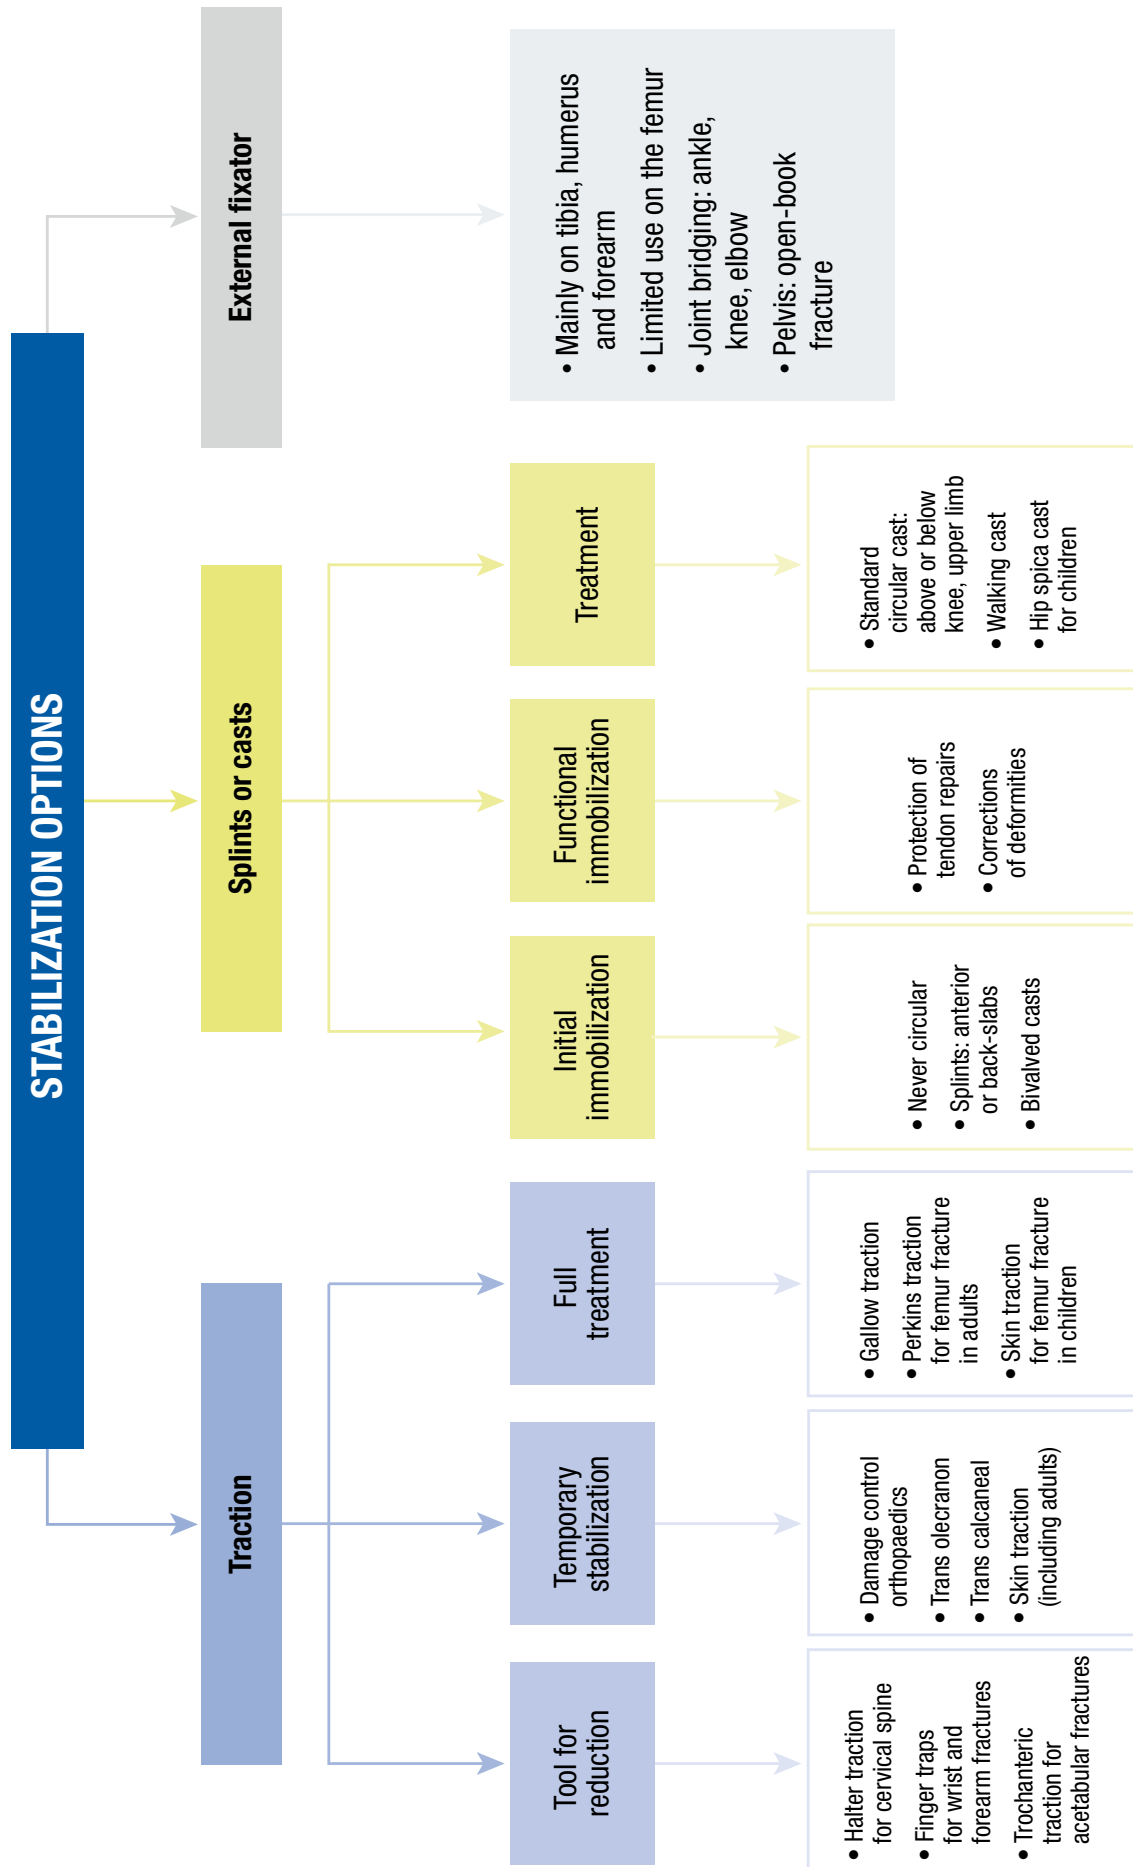 STABILIZATION OPTIONS
Traction
Splints or casts
External fixator
Tool for
reduction
Temporary
stabilization
Full
treatment
Initial
immobilization
Functional
immobilization
Treatment
• Halter traction
for cervical spine
• Finger traps
for wrist and
forearm fractures
• Trochanteric
traction for
acetabular fractures
• Damage control
orthopaedics
• Trans olecranon
• Trans calcaneal
• Skin traction
(including adults)
• Gallow traction
• Perkins traction
for femur fracture
in adults
• Skin traction
for femur fracture
in children
• Never circular
• Splints: anterior
or back-slabs
• Bivalved casts
• Protection of
tendon repairs
• Corrections
of deformities
• Standard
circular cast:
above or below
knee, upper limb
• Walking cast
• Hip spica cast
for children
• Mainly on tibia, humerus
and forearm
• Limited use on the femur
• Joint bridging: ankle,
knee, elbow
• Pelvis: open-book
fracture